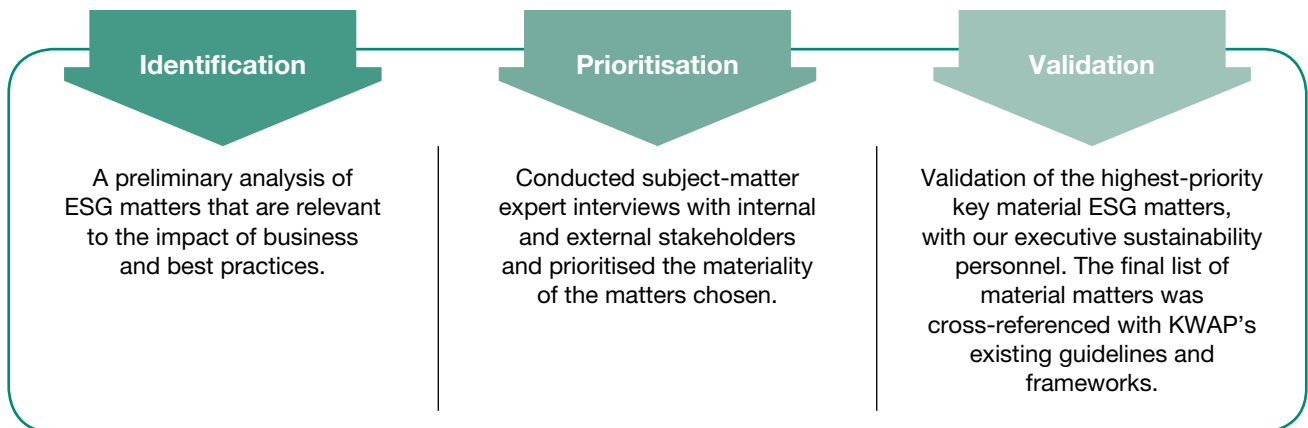 Identification
A preliminary analysis of
ESG matters that are relevant
to the impact of business
and best practices.
Prioritisation
Conducted subject-matter
expert interviews with internal
and external stakeholders
and prioritised the materiality
of the matters chosen.
Validation
Validation of the highest-priority
key material ESG matters,
with our executive sustainability
personnel. The final list of
material matters was
cross-referenced with KWAP's
existing guidelines and
frameworks.